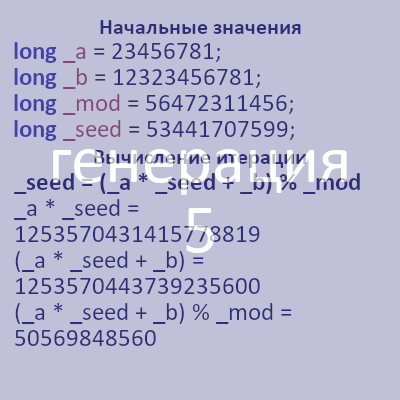 Начальные значения
long _a = 23456781;
long _b = 12323456781;
long _mod = 56472311456;
long _seed = 53441707599;
Вычисление итерации
_seed = (_a * _seed + _b) % _mod
_a * _seed =
1253570431415778819
(_a * _seed + _b) =
1253570443739235600
(_a * _seed + _b) % _mod =
50569848560
генерация
5